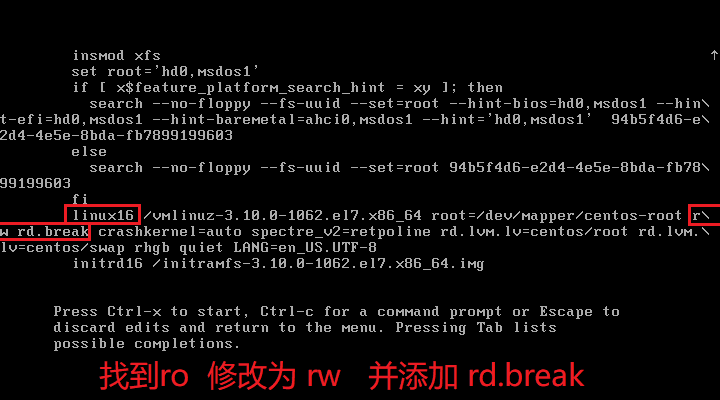 insmod xfs
set root='hd0,msdos1'
if [ x$feature_platform_search_hint = xy ]; then
search --no-floppy --fs-uuid --set=root --hint-bios=hd0,msdos1 --hin\
t-efi=hd0,msdos1 --hint-baremetal=ahci0,msdos1 --hint='hd0,msdos1' 94b5f4d6-e\
2d4-4e5e-8bda-fb7899199603
else
search --no-floppy --fs-uuid --set=root 94b5f4d6-e2d4-4e5e-8bda-fb78\
99199603
fi
linux16 /vmlinuz-3.10.0-1062.el7.x86_64 root=/dev/mapper/centos-root r\
w rd.break crashkernel=auto spectre_v2=retpoline rd.lvm.lv=centos/root rd.lvm.\
lv=centos/swap rhgb quiet LANG=en_US.UTF-8
initrd16 /initramfs-3.10.0-1062.el7.x86_64.img
Press Ctrl-x to start, Ctrl-c for a command prompt or Escape to
discard edits and return to the menu. Pressing Tab lists
possible completions.
找到ro 修改为 rw 并添加 rd.break